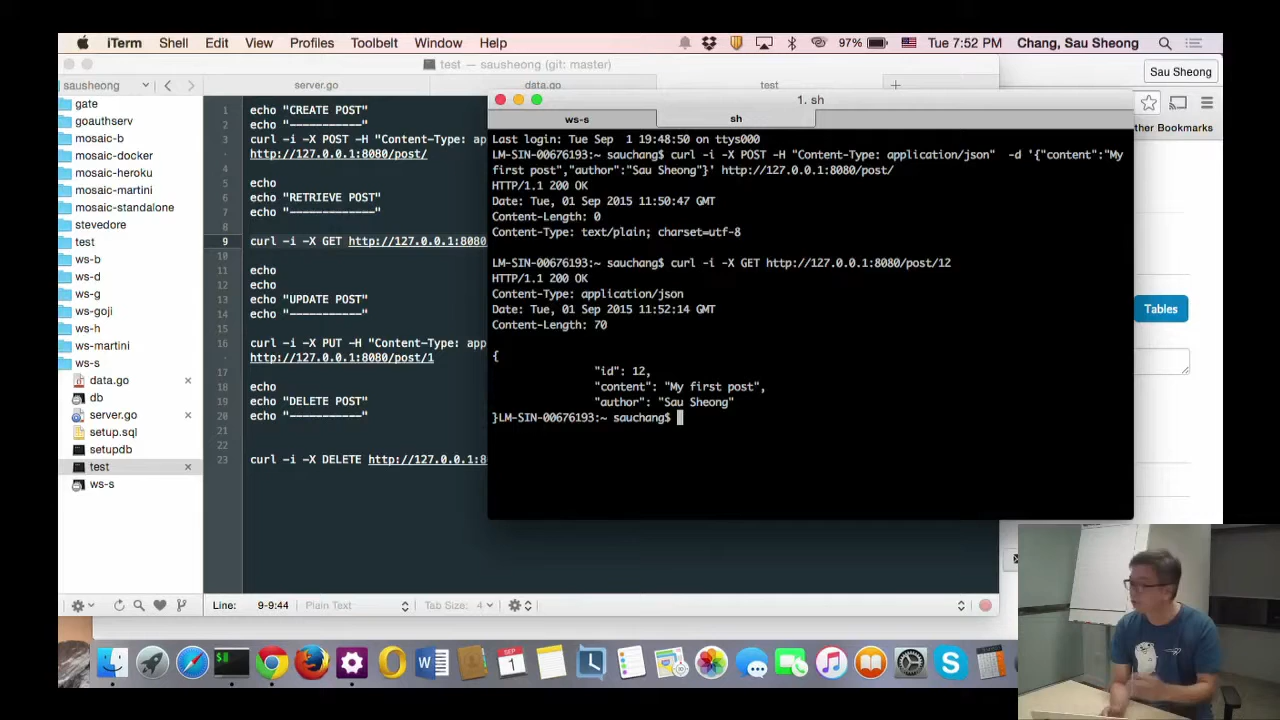 iTerm Shell Edit View Profiles Toolbelt Window Help 97% Tue 7:52 PM Chang, Sau Sheong
test — sausheong (git: master)
Sau Sheong
sausheong
server.go data.go test
ther Bookmarks
Tables
gate
goauthserv
mosaic-b
mosaic-docker
mosaic-heroku
mosaic-martini
mosaic-standalone
stevedore
test
ws-b
ws-d
ws-g
ws-goji
ws-h
ws-martini
ws-s
data.go
db
server.go
setup.sql
setupdb
test
ws-s
1 echo "CREATE POST"
2 echo "-----------"
3 curl -i -X POST -H "Content-Type: ap
http://127.0.0.1:8080/post/
4
5 echo
6 echo "RETRIEVE POST"
7 echo "-------------"
8
9 curl -i -X GET http://127.0.0.1:8080
10
11 echo
12 echo
13 echo "UPDATE POST"
14 echo "-----------"
15
16 curl -i -X PUT -H "Content-Type: app
http://127.0.0.1:8080/post/1
17
18 echo
19 echo "DELETE POST"
20 echo "-----------"
21
22
23 curl -i -X DELETE http://127.0.0.1:8
1. sh
ws-s sh
Last login: Tue Sep  1 19:48:50 on ttys000
LM-SIN-00676193:~ sauchang$ curl -i -X POST -H "Content-Type: application/json"  -d '{"content":"My
first post","author":"Sau Sheong"}' http://127.0.0.1:8080/post/
HTTP/1.1 200 OK
Date: Tue, 01 Sep 2015 11:50:47 GMT
Content-Length: 0
Content-Type: text/plain; charset=utf-8
LM-SIN-00676193:~ sauchang$ curl -i -X GET http://127.0.0.1:8080/post/12
HTTP/1.1 200 OK
Content-Type: application/json
Date: Tue, 01 Sep 2015 11:52:14 GMT
Content-Length: 70
{
"id": 12,
"content": "My first post",
"author": "Sau Sheong"
}LM-SIN-00676193:~ sauchang$
Line: 9-9:44 Plain Text Tab Size: 4
SEP
1